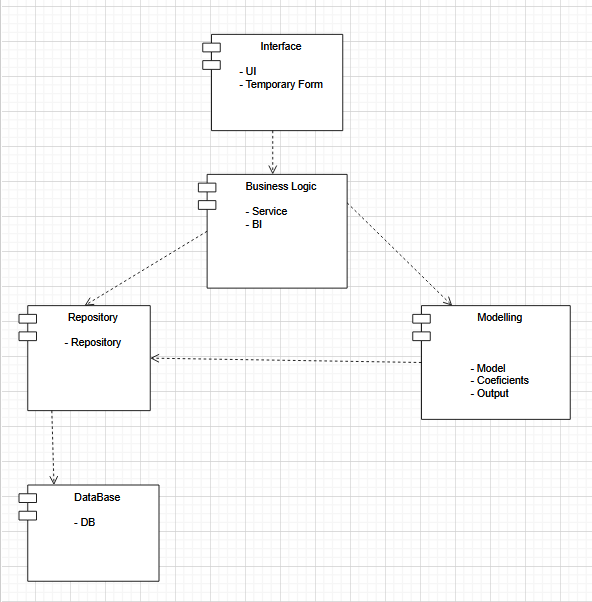 Interface
- UI
- Temporary Form
Business Logic
- Service
- BI
Repository
- Repository
Modelling
- Model
- Coeficients
- Output
DataBase
- DB